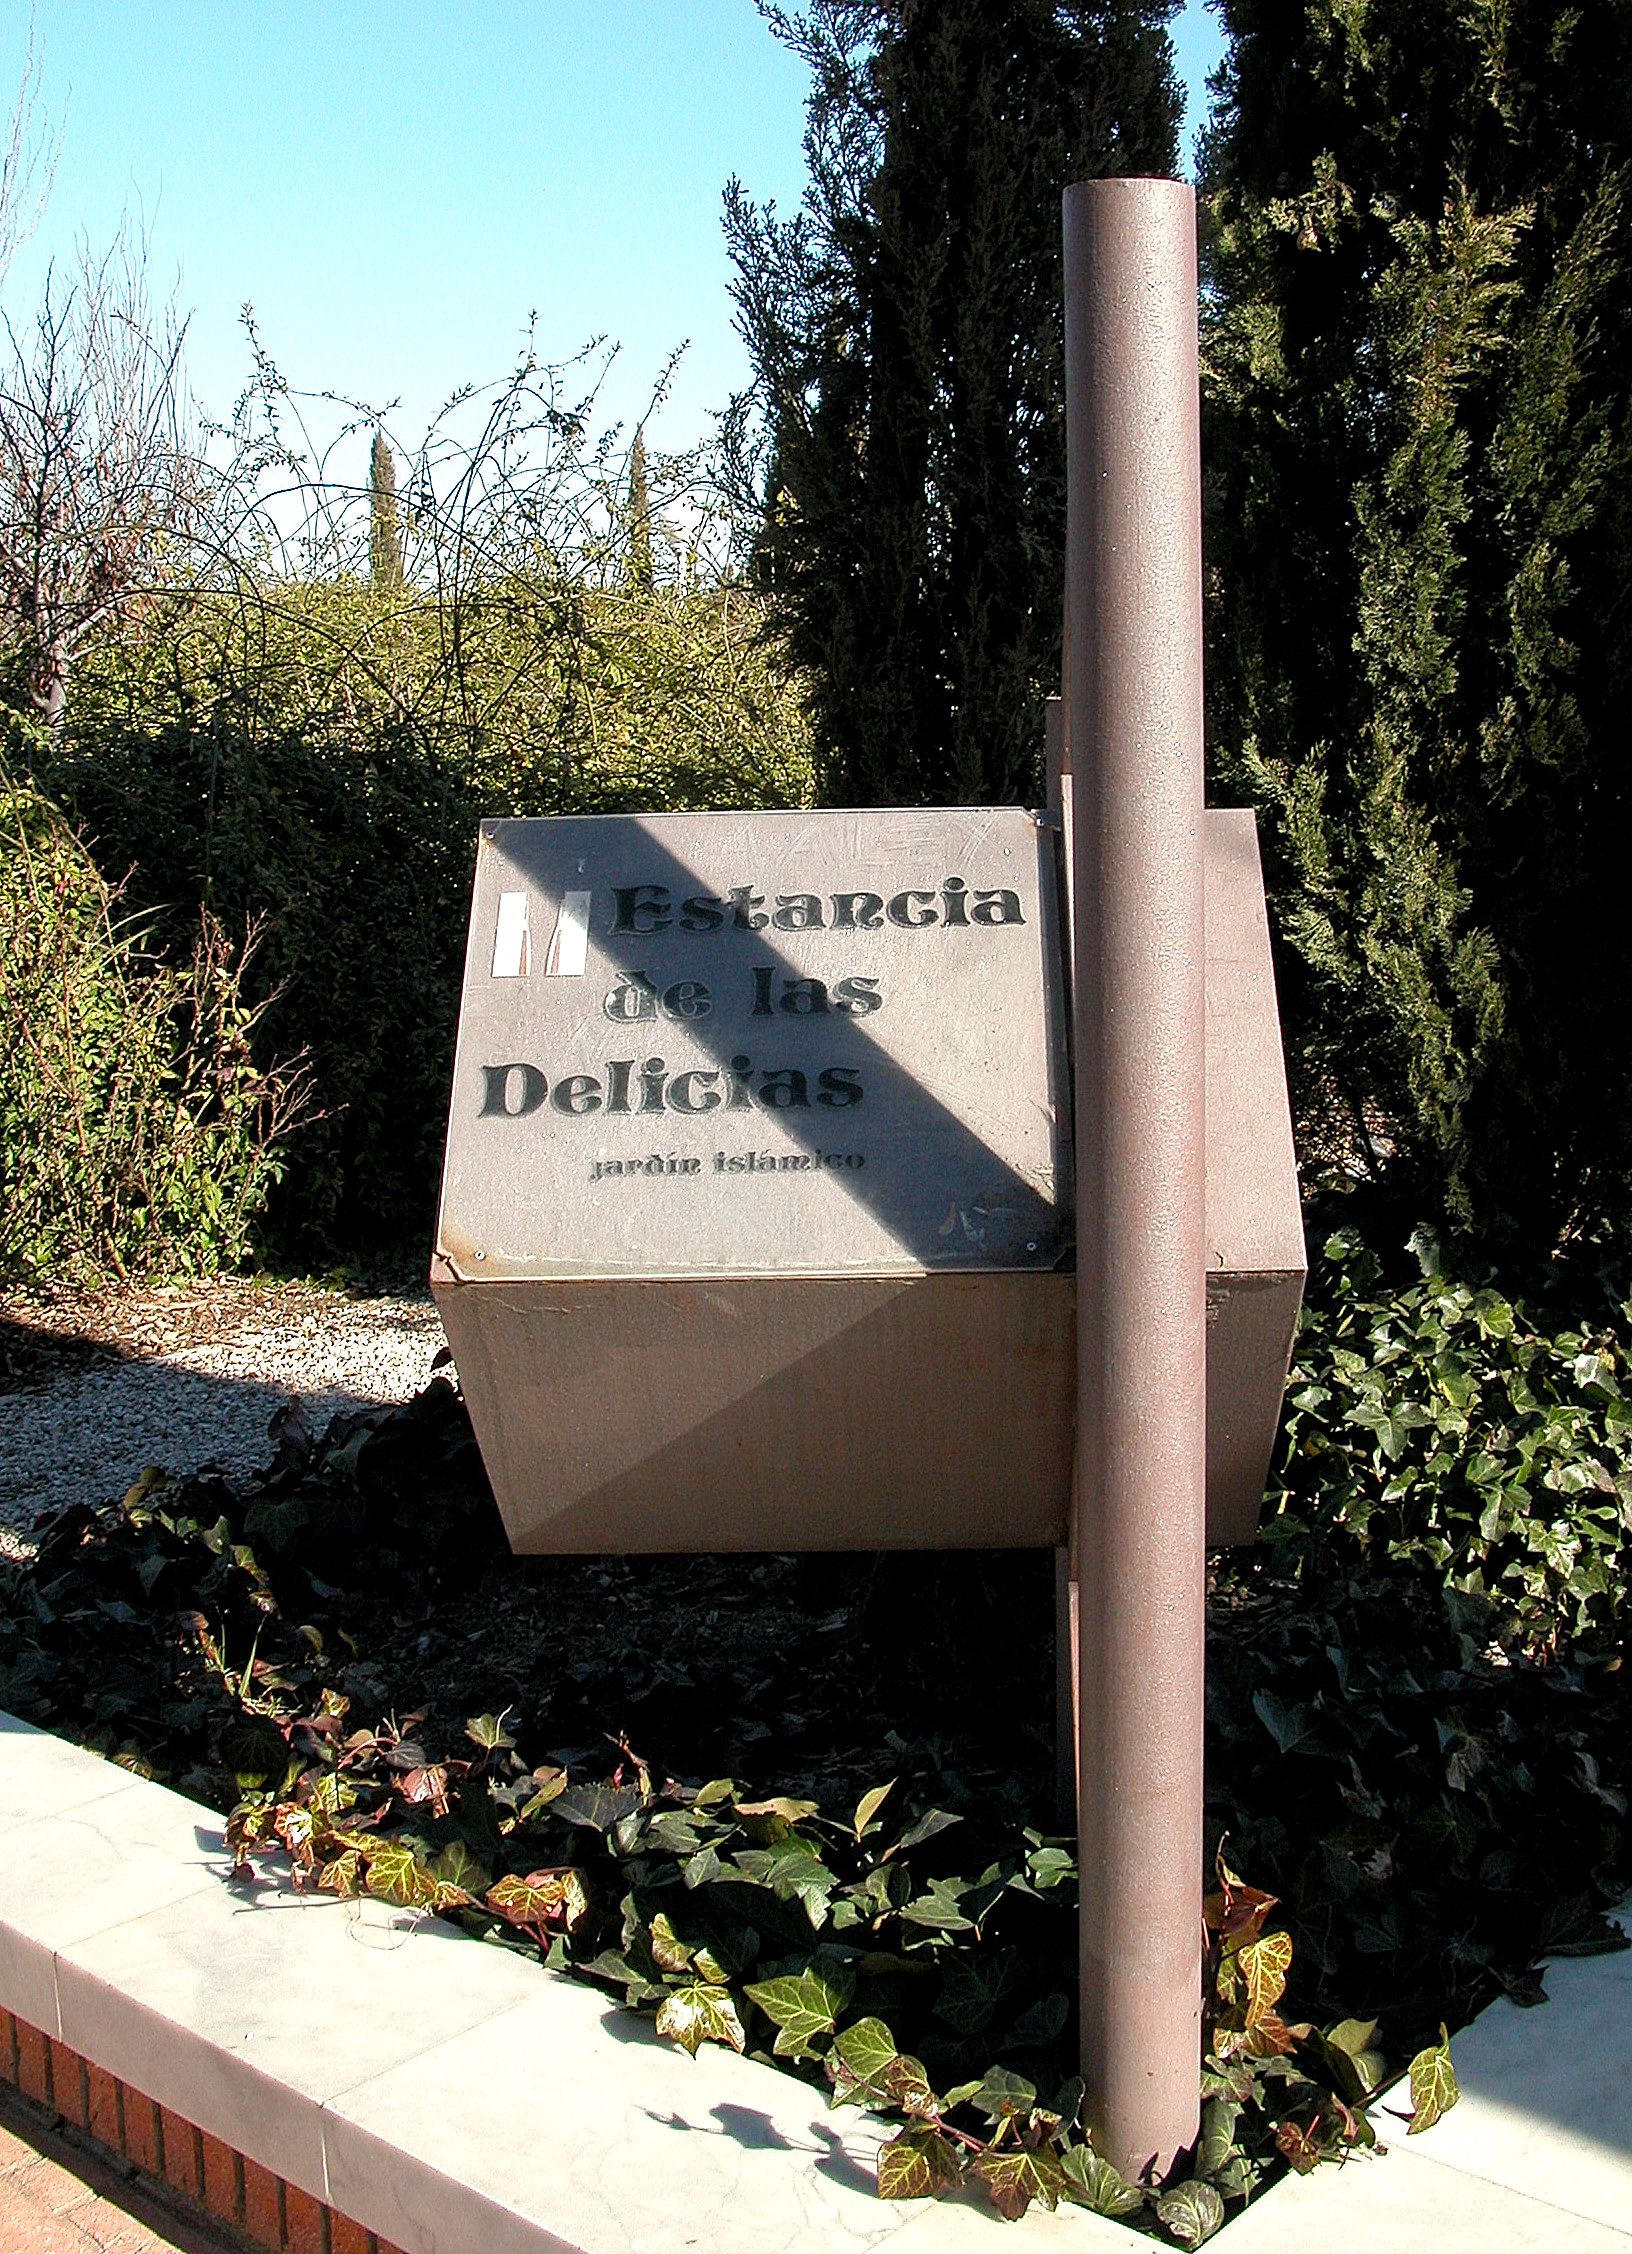 Estancia
de las
Delicias
jardín islámico